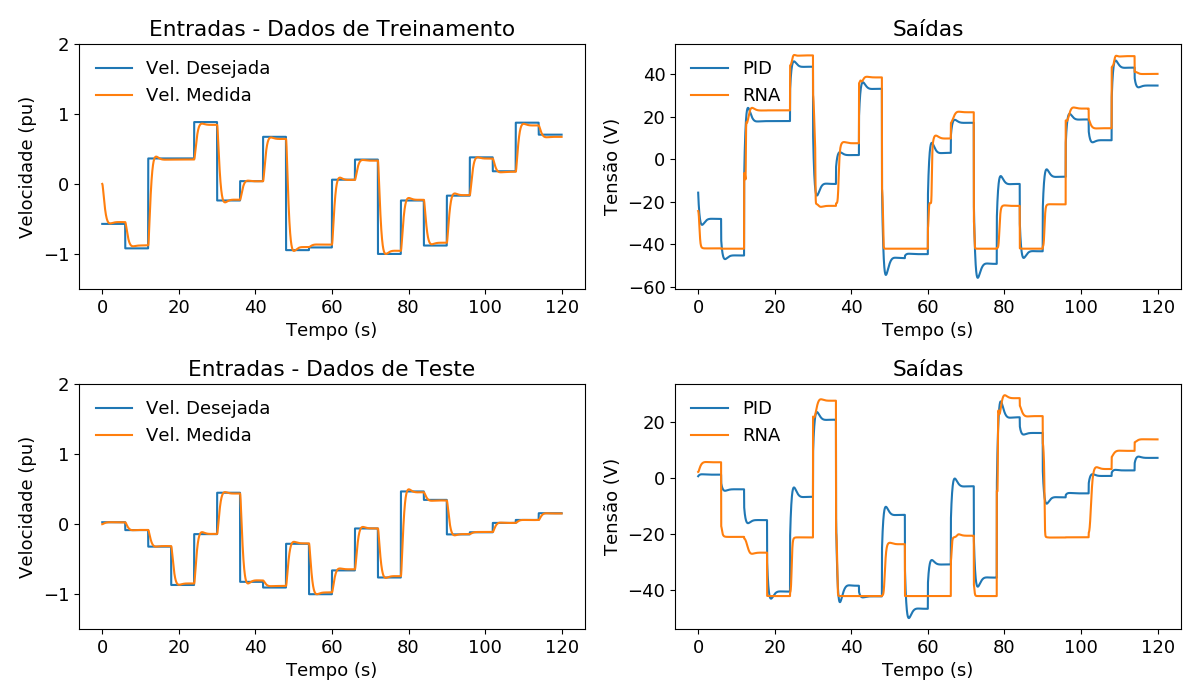 Entradas - Dados de Treinamento
2
1
0
−1
Velocidade (pu)
Vel. Desejada
Vel. Medida
0 20 40 60 80 100 120
Tempo (s)
Saídas
40
20
0
−20
−40
−60
Tensão (V)
PID
RNA
0 20 40 60 80 100 120
Tempo (s)
Entradas - Dados de Teste
2
1
0
−1
Velocidade (pu)
Vel. Desejada
Vel. Medida
0 20 40 60 80 100 120
Tempo (s)
Saídas
20
0
−20
−40
Tensão (V)
PID
RNA
0 20 40 60 80 100 120
Tempo (s)